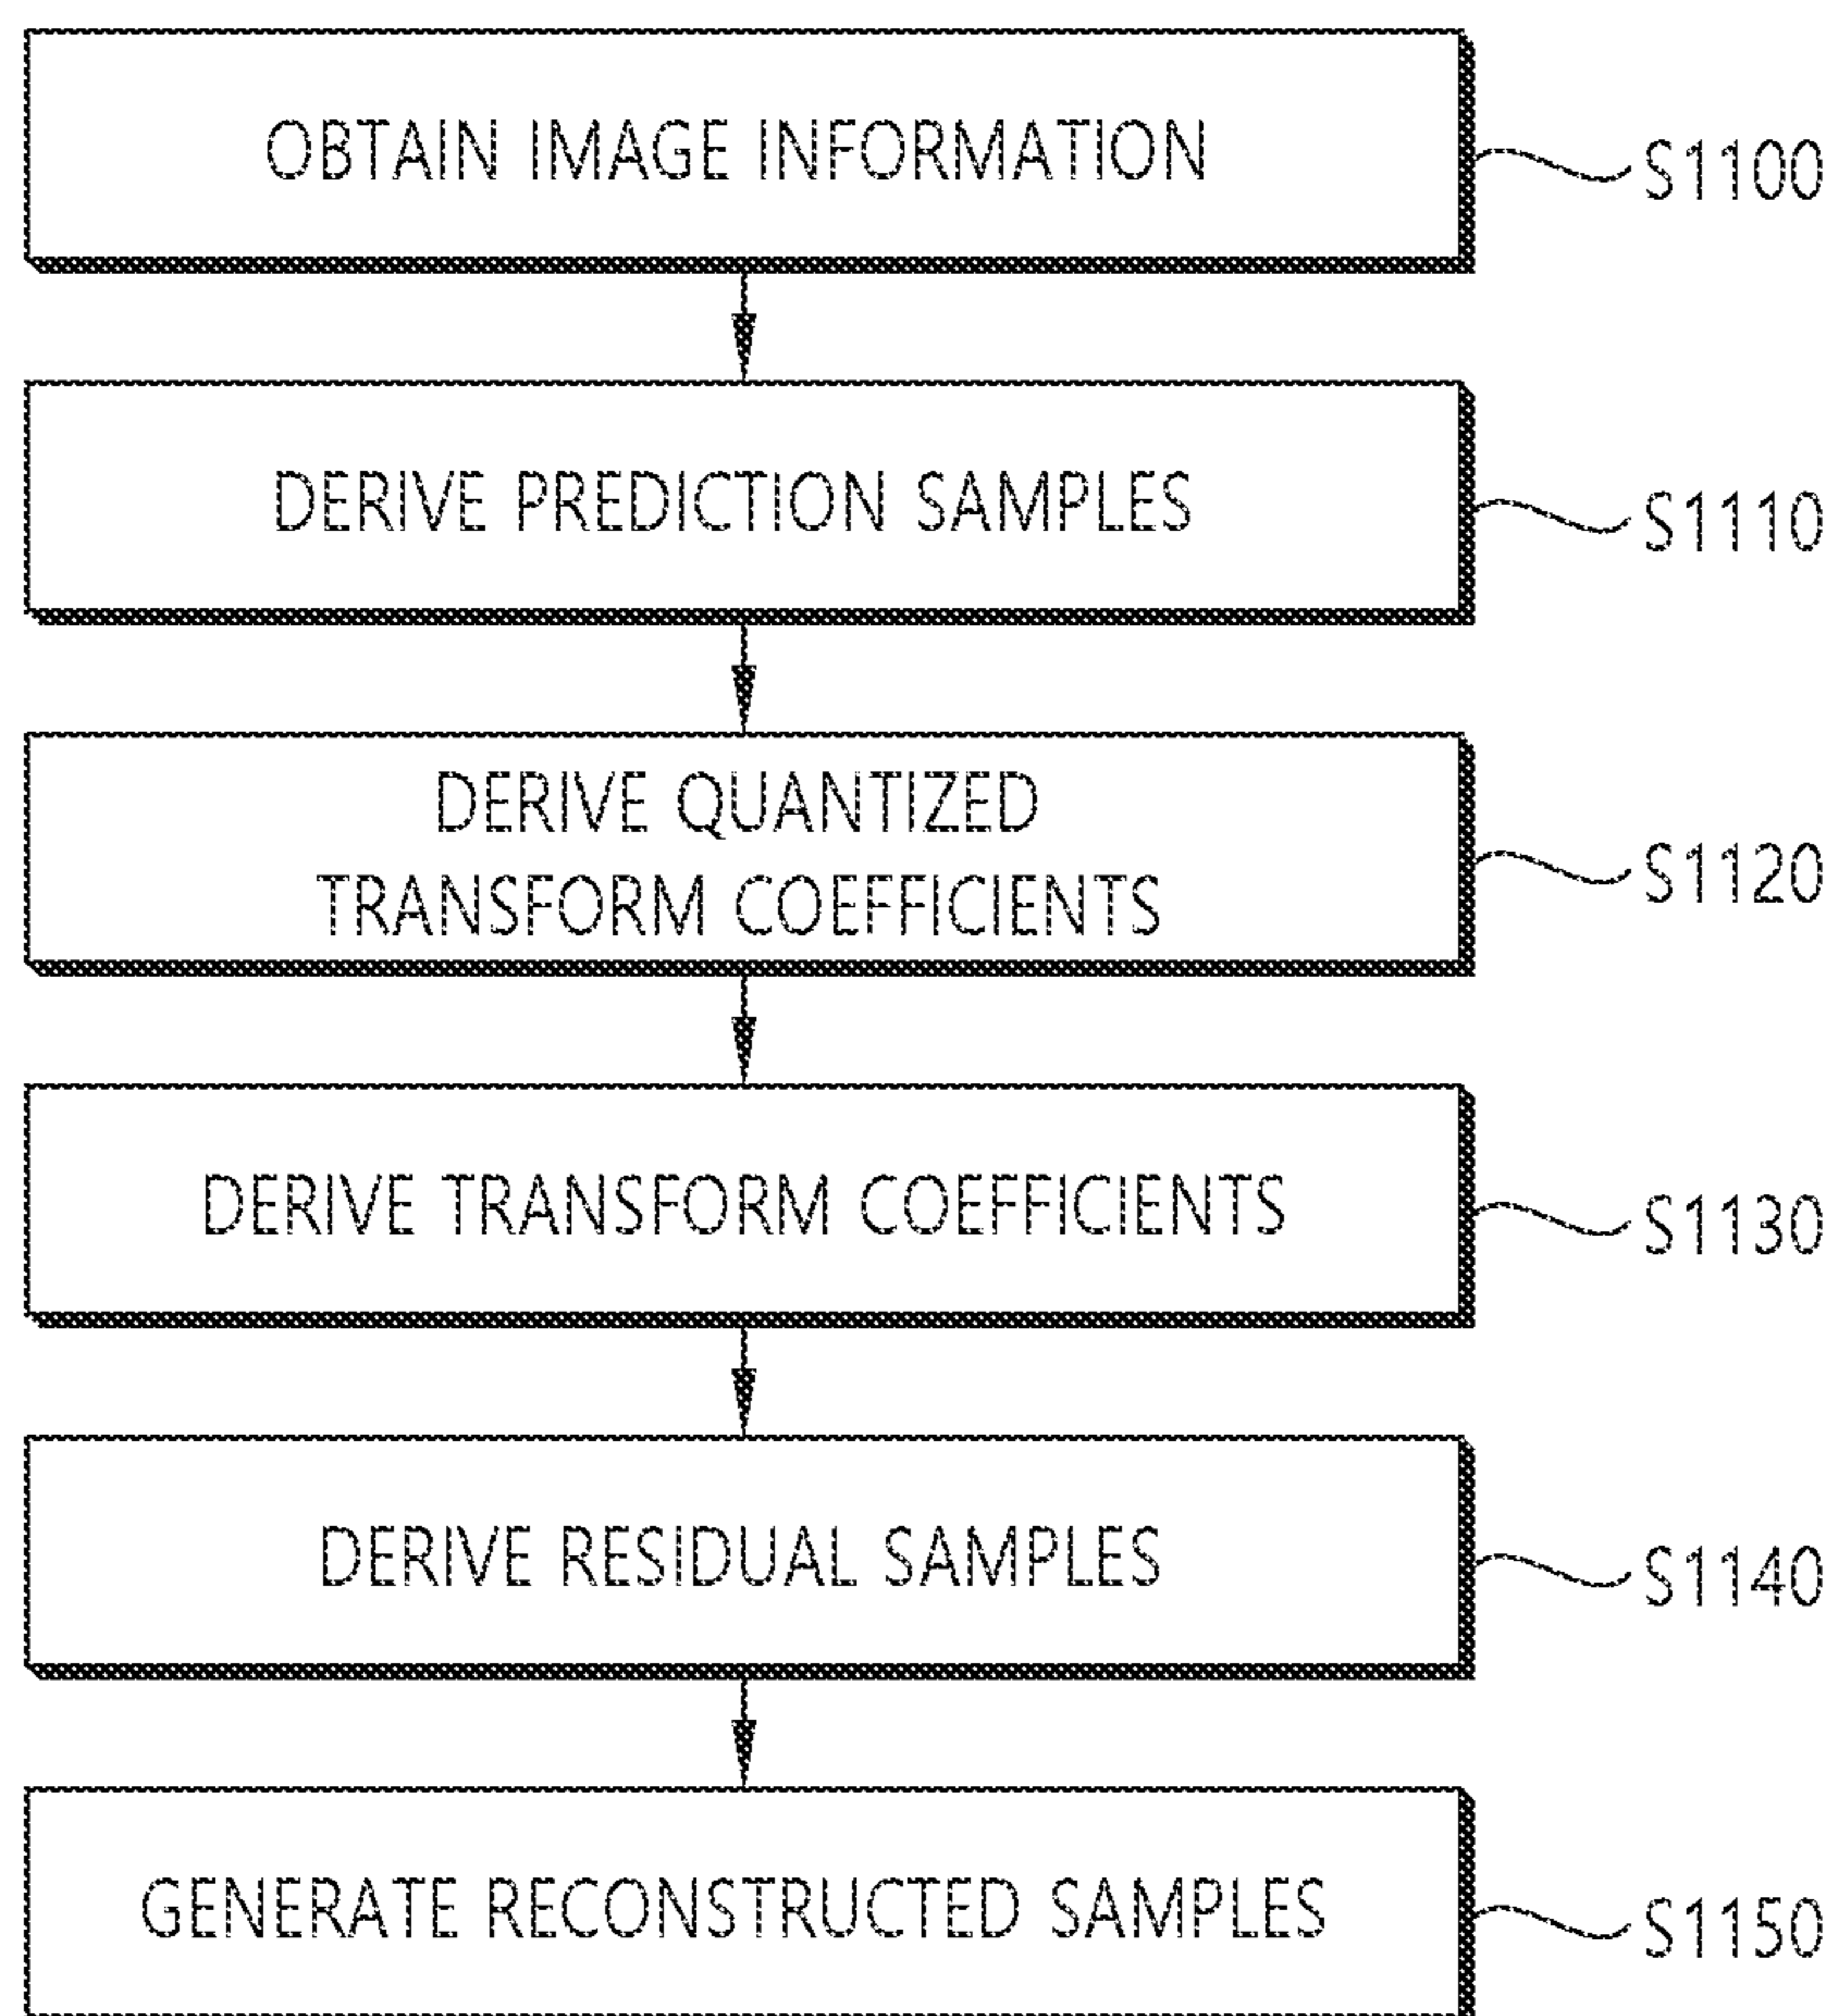 OBTAIN IMAGE INFORMATION
S1100
DERIVE PREDICTION SAMPLES
S1110
DERIVE QUANTIZED
TRANSFORM COEFFICIENTS
S1120
DERIVE TRANSFORM COEFFICIENTS
S1130
DERIVE RESIDUAL SAMPLES
S1140
GENERATE RECONSTRUCTED SAMPLES
S1150